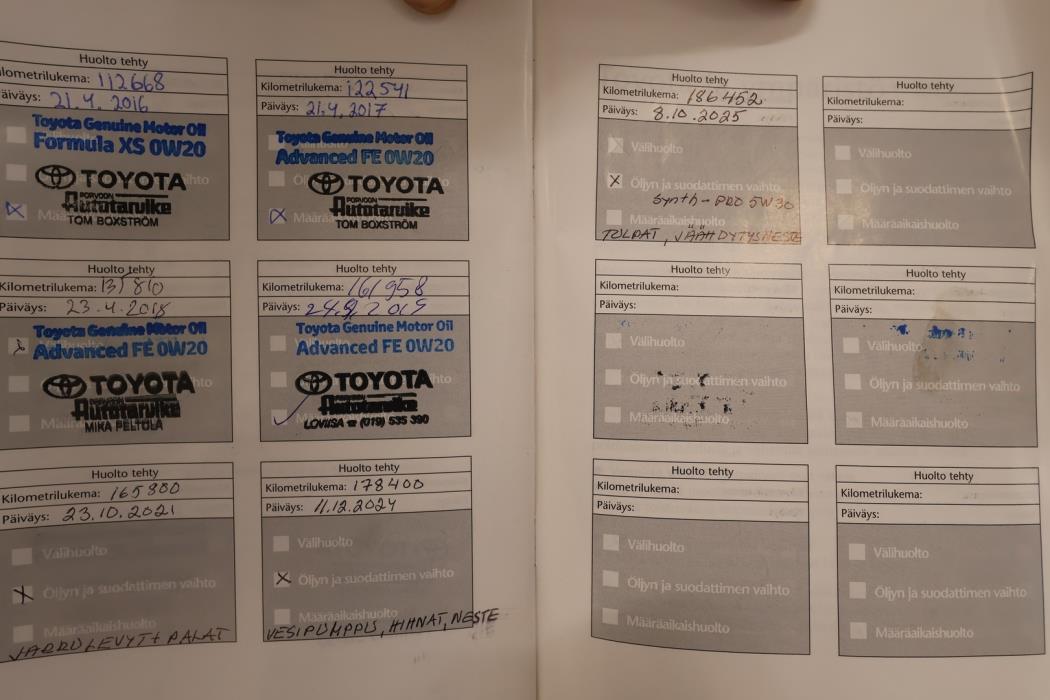 Huolto tehty
Kilometrilukema: 112668
Päiväys: 21.4.2016
Toyota Genuine Motor Oil
Formula XS 0W20
TOYOTA
PORVOON
Autotarvike
TOM BOXSTRÖM
Huolto tehty
Kilometrilukema: 122541
Päiväys: 21.4.2017
Toyota Genuine Motor Oil
Advanced FE 0W20
TOYOTA
PORVOON
Autotarvike
TOM BOXSTRÖM
Huolto tehty
Kilometrilukema: 131810
Päiväys: 23.4.2018
Toyota Genuine Motor Oil
Advanced FE 0W20
TOYOTA
Autotarvike
MIKA PELTOLA
Huolto tehty
Kilometrilukema: 161958
Päiväys:
Toyota Genuine Motor Oil
Advanced FE 0W20
TOYOTA
Autotarvike
LOVIISA ☎ (019) 535 390
Huolto tehty
Kilometrilukema: 165800
Päiväys: 23.10.2021
Välihuolto
Öljyn ja suodattimen vaihto
Määräaikaishuolto
JARRULEVYT+ PALAT
Huolto tehty
Kilometrilukema: 178400
Päiväys: 11.12.2024
Välihuolto
Öljyn ja suodattimen vaihto
Määräaikaishuolto
VESIPUMPPU, HIHNAT, NESTE
Huolto tehty
Kilometrilukema: 186452
Päiväys: 8.10.2025
Välihuolto
Öljyn ja suodattimen vaihto
Synth-PRO 5W30
Määräaikaishuolto
TULPAT, JÄÄHDYTYSNESTE
Huolto tehty
Kilometrilukema:
Päiväys:
Välihuolto
Öljyn ja suodattimen vaihto
Määräaikaishuolto
Huolto tehty
Kilometrilukema:
Päiväys:
Välihuolto
Öljyn ja suodattimen vaihto
Määräaikaishuolto
Huolto tehty
Kilometrilukema:
Päiväys:
Välihuolto
Öljyn ja suodattimen vaihto
Määräaikaishuolto
Huolto tehty
Kilometrilukema:
Päiväys:
Välihuolto
Öljyn ja suodattimen vaihto
Määräaikaishuolto
Huolto tehty
Kilometrilukema:
Päiväys:
Välihuolto
Öljyn ja suodattimen vaihto
Määräaikaishuolto